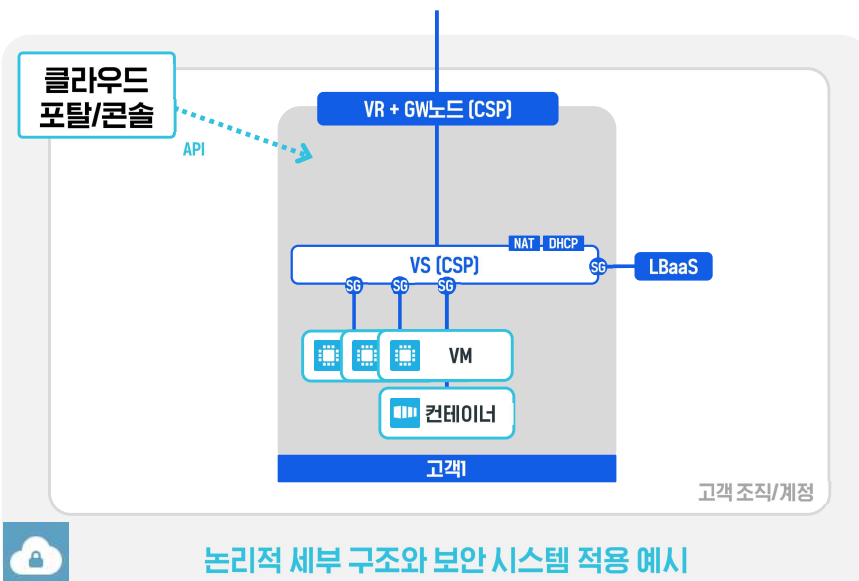 클라우드
포탈/콘솔
API
VR + GW노드 (CSP)
NAT DHCP
VS (CSP)
SG
LBaaS
SG SG SG
VM
컨테이너
고객1
고객 조직/계정
논리적 세부 구조와 보안 시스템 적용 예시